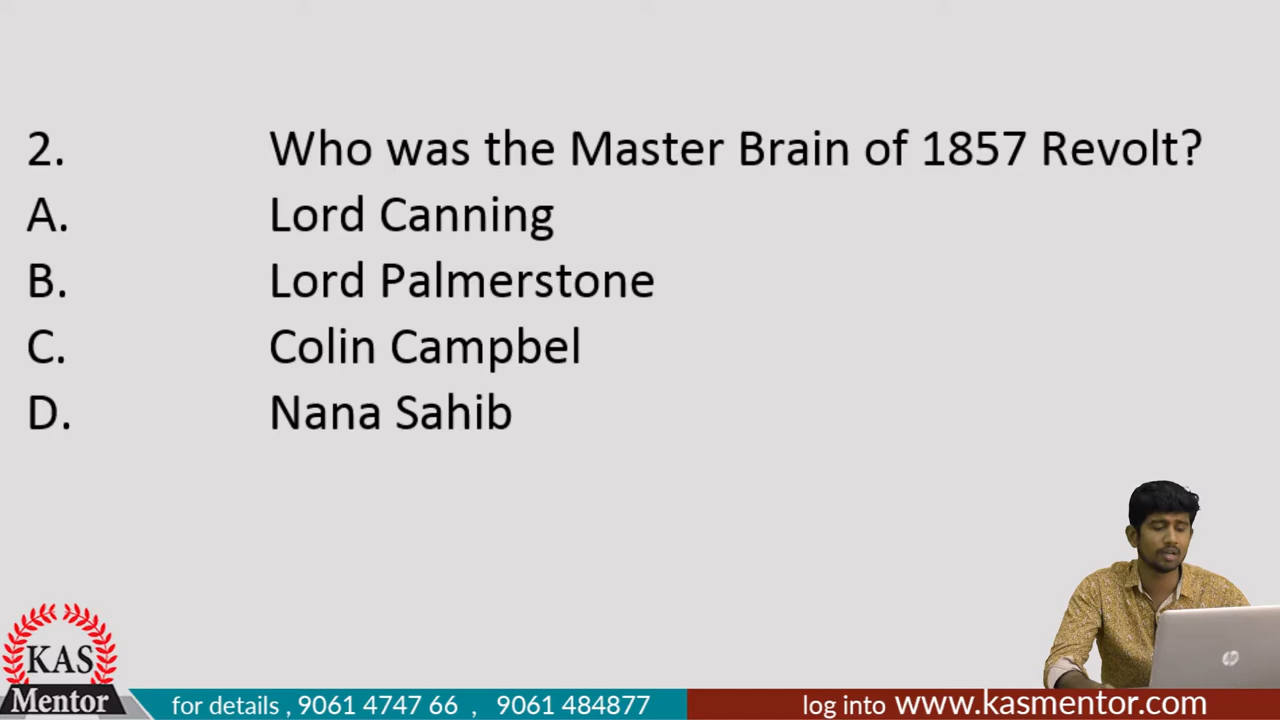 2. Who was the Master Brain of 1857 Revolt?
A. Lord Canning
B. Lord Palmerstone
C. Colin Campbel
D. Nana Sahib
KAS
Mentor
for details , 9061 4747 66 , 9061 484877
log into www.kasmentor.com
hp